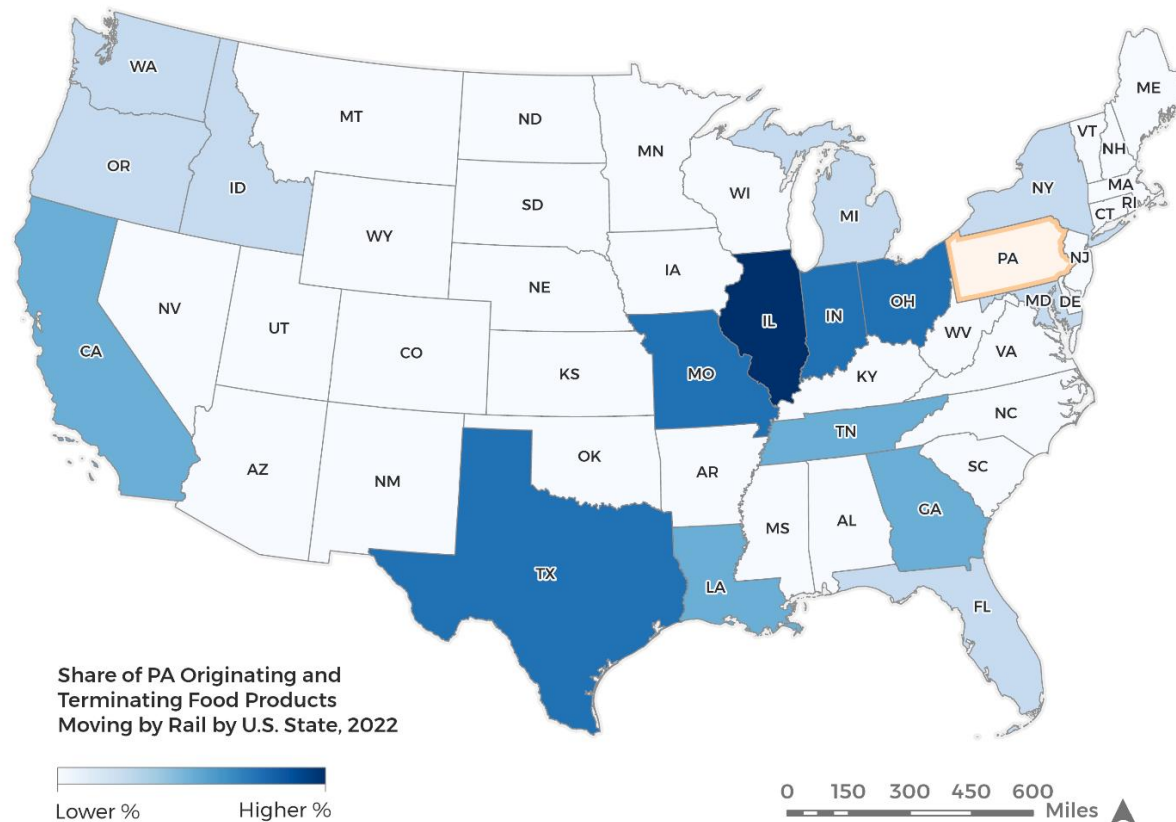 WA
MT
ND
MN
ME
VT
NH
OR
ID
SD
WI
MI
NY
MA
RI
CT
WY
IA
PA
NJ
NV
UT
NE
IL
IN
OH
MD
DE
CA
CO
KS
MO
KY
WV
VA
AZ
NM
OK
AR
TN
NC
SC
MS
AL
GA
TX
LA
FL
Share of PA Originating and
Terminating Food Products
Moving by Rail by U.S. State, 2022
Lower %
Higher %
0 150 300 450 600
Miles